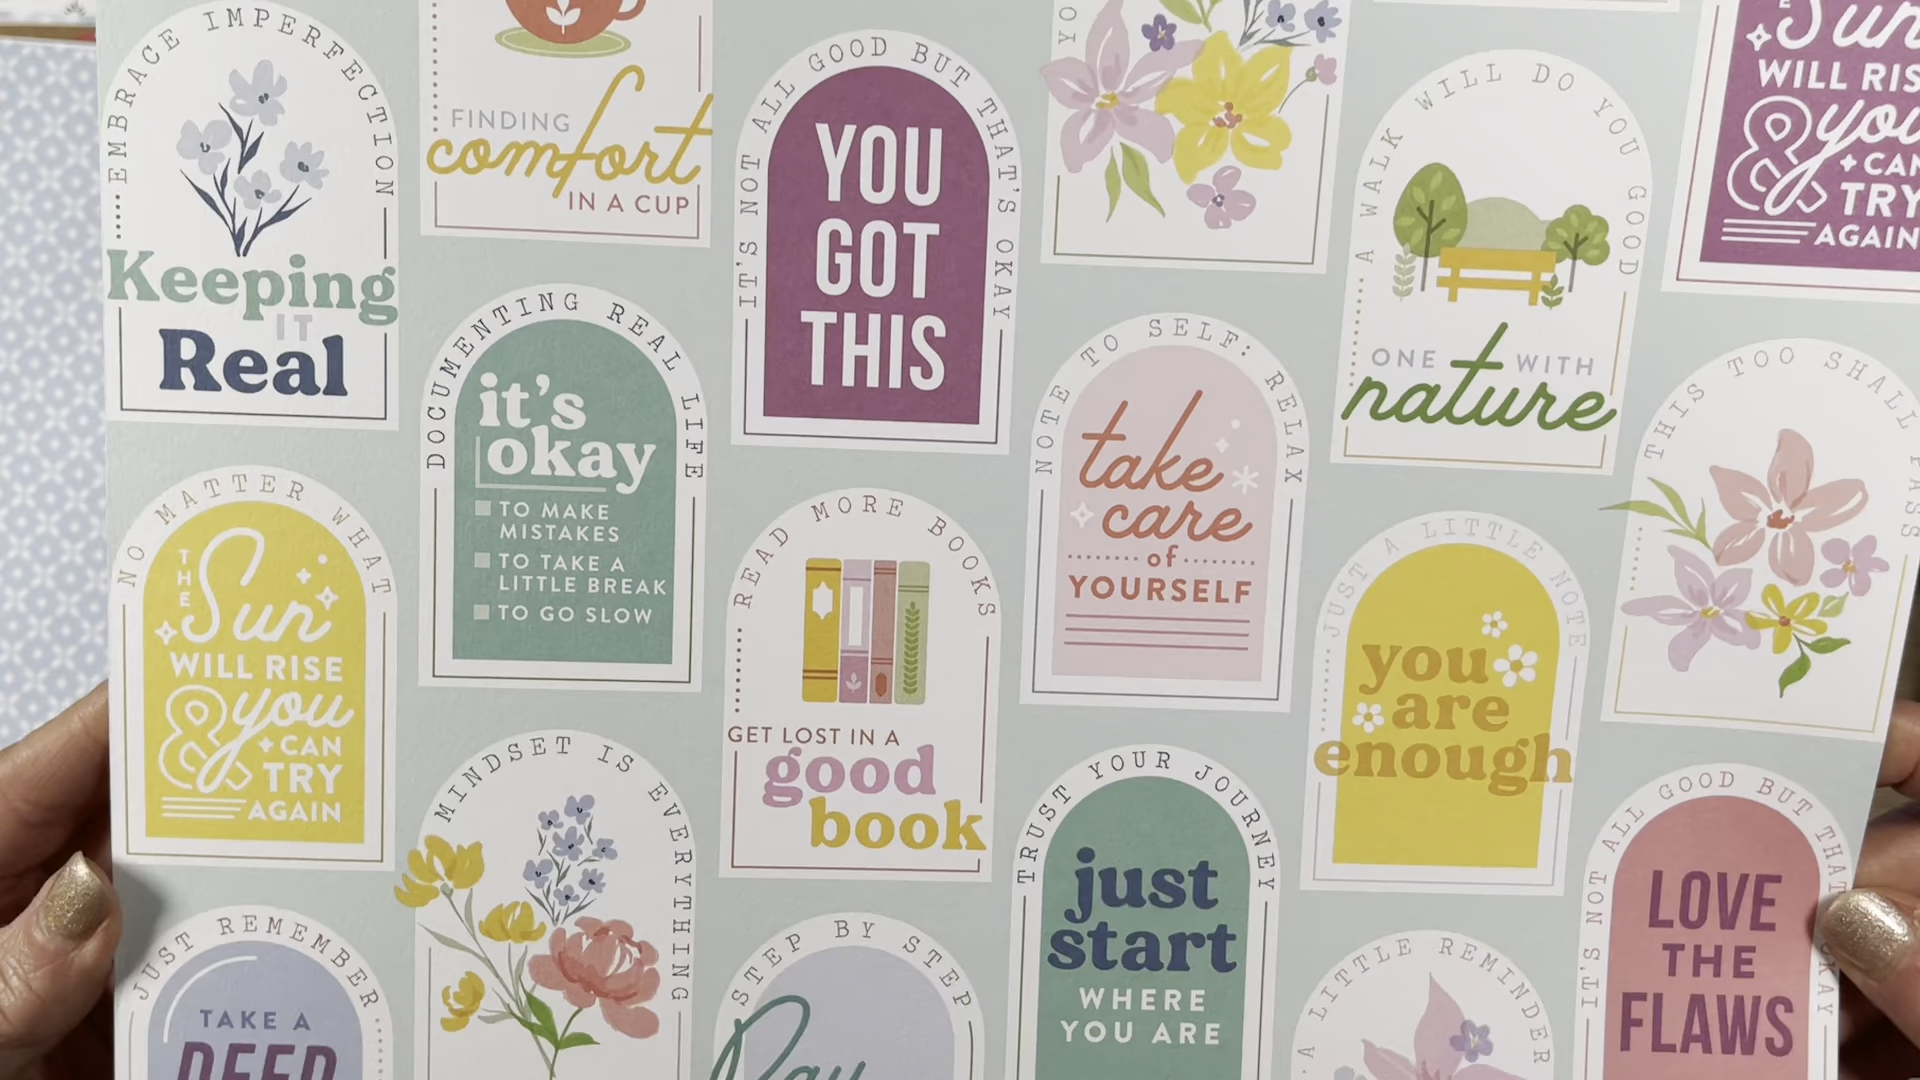 EMBRACE IMPERFECTION
Keeping
IT
Real
NO MATTER WHAT
THE
Sun
WILL RISE
& you
+ CAN
TRY
AGAIN
JUST REMEMBER
TAKE A
DEEP
FINDING
comfort
IN A CUP
DOCUMENTING REAL LIFE
it's
okay
TO MAKE
MISTAKES
TO TAKE A
LITTLE BREAK
TO GO SLOW
MINDSET IS EVERYTHING
IT'S NOT ALL GOOD BUT THAT'S OKAY
YOU
GOT
THIS
READ MORE BOOKS
GET LOST IN A
good
book
STEP BY STEP
YO
NOTE TO SELF: RELAX
take
care
of
YOURSELF
TRUST YOUR JOURNEY
just
start
WHERE
YOU ARE
A WALK WILL DO YOU GOOD
ONE WITH
nature
JUST A LITTLE NOTE
you
are
enough
A LITTLE REMINDER
Sun
WILL RISE
& you
+ CAN
TRY
AGAIN
THIS TOO SHALL PASS
IT'S NOT ALL GOOD BUT THAT OKAY
LOVE
THE
FLAWS